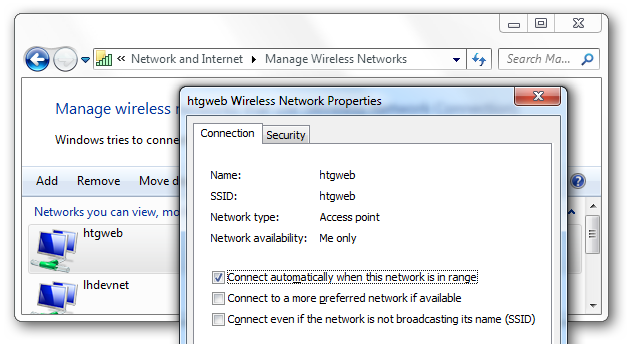 Network and Internet
Manage Wireless Networks
Search Ma...
htgweb Wireless Network Properties
Manage wireless
Windows tries to conne
Add
Remove
Move d
Networks you can view, mo
htgweb
lhdevnet
Connection
Security
Name: htgweb
SSID: htgweb
Network type: Access point
Network availability: Me only
Connect automatically when this network is in range
Connect to a more preferred network if available
Connect even if the network is not broadcasting its name (SSID)